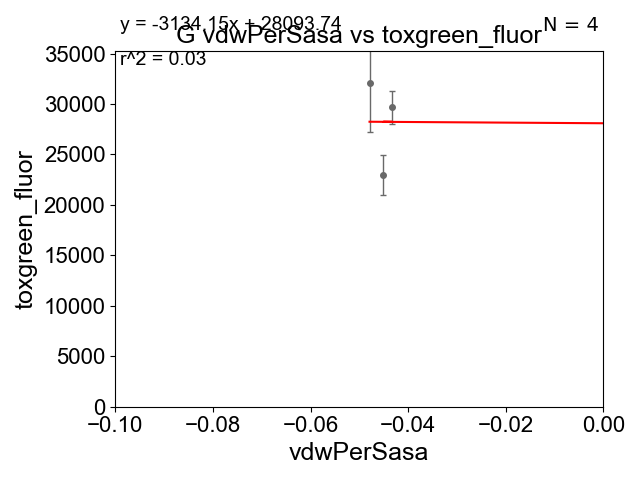 y = -3134.15x + 28093.74
N = 4
G vdwPerSasa vs toxgreen_fluor
r^2 = 0.03
35000
30000
25000
20000
15000
10000
5000
0
toxgreen_fluor
−0.10 −0.08 −0.06 −0.04 −0.02 0.00
vdwPerSasa